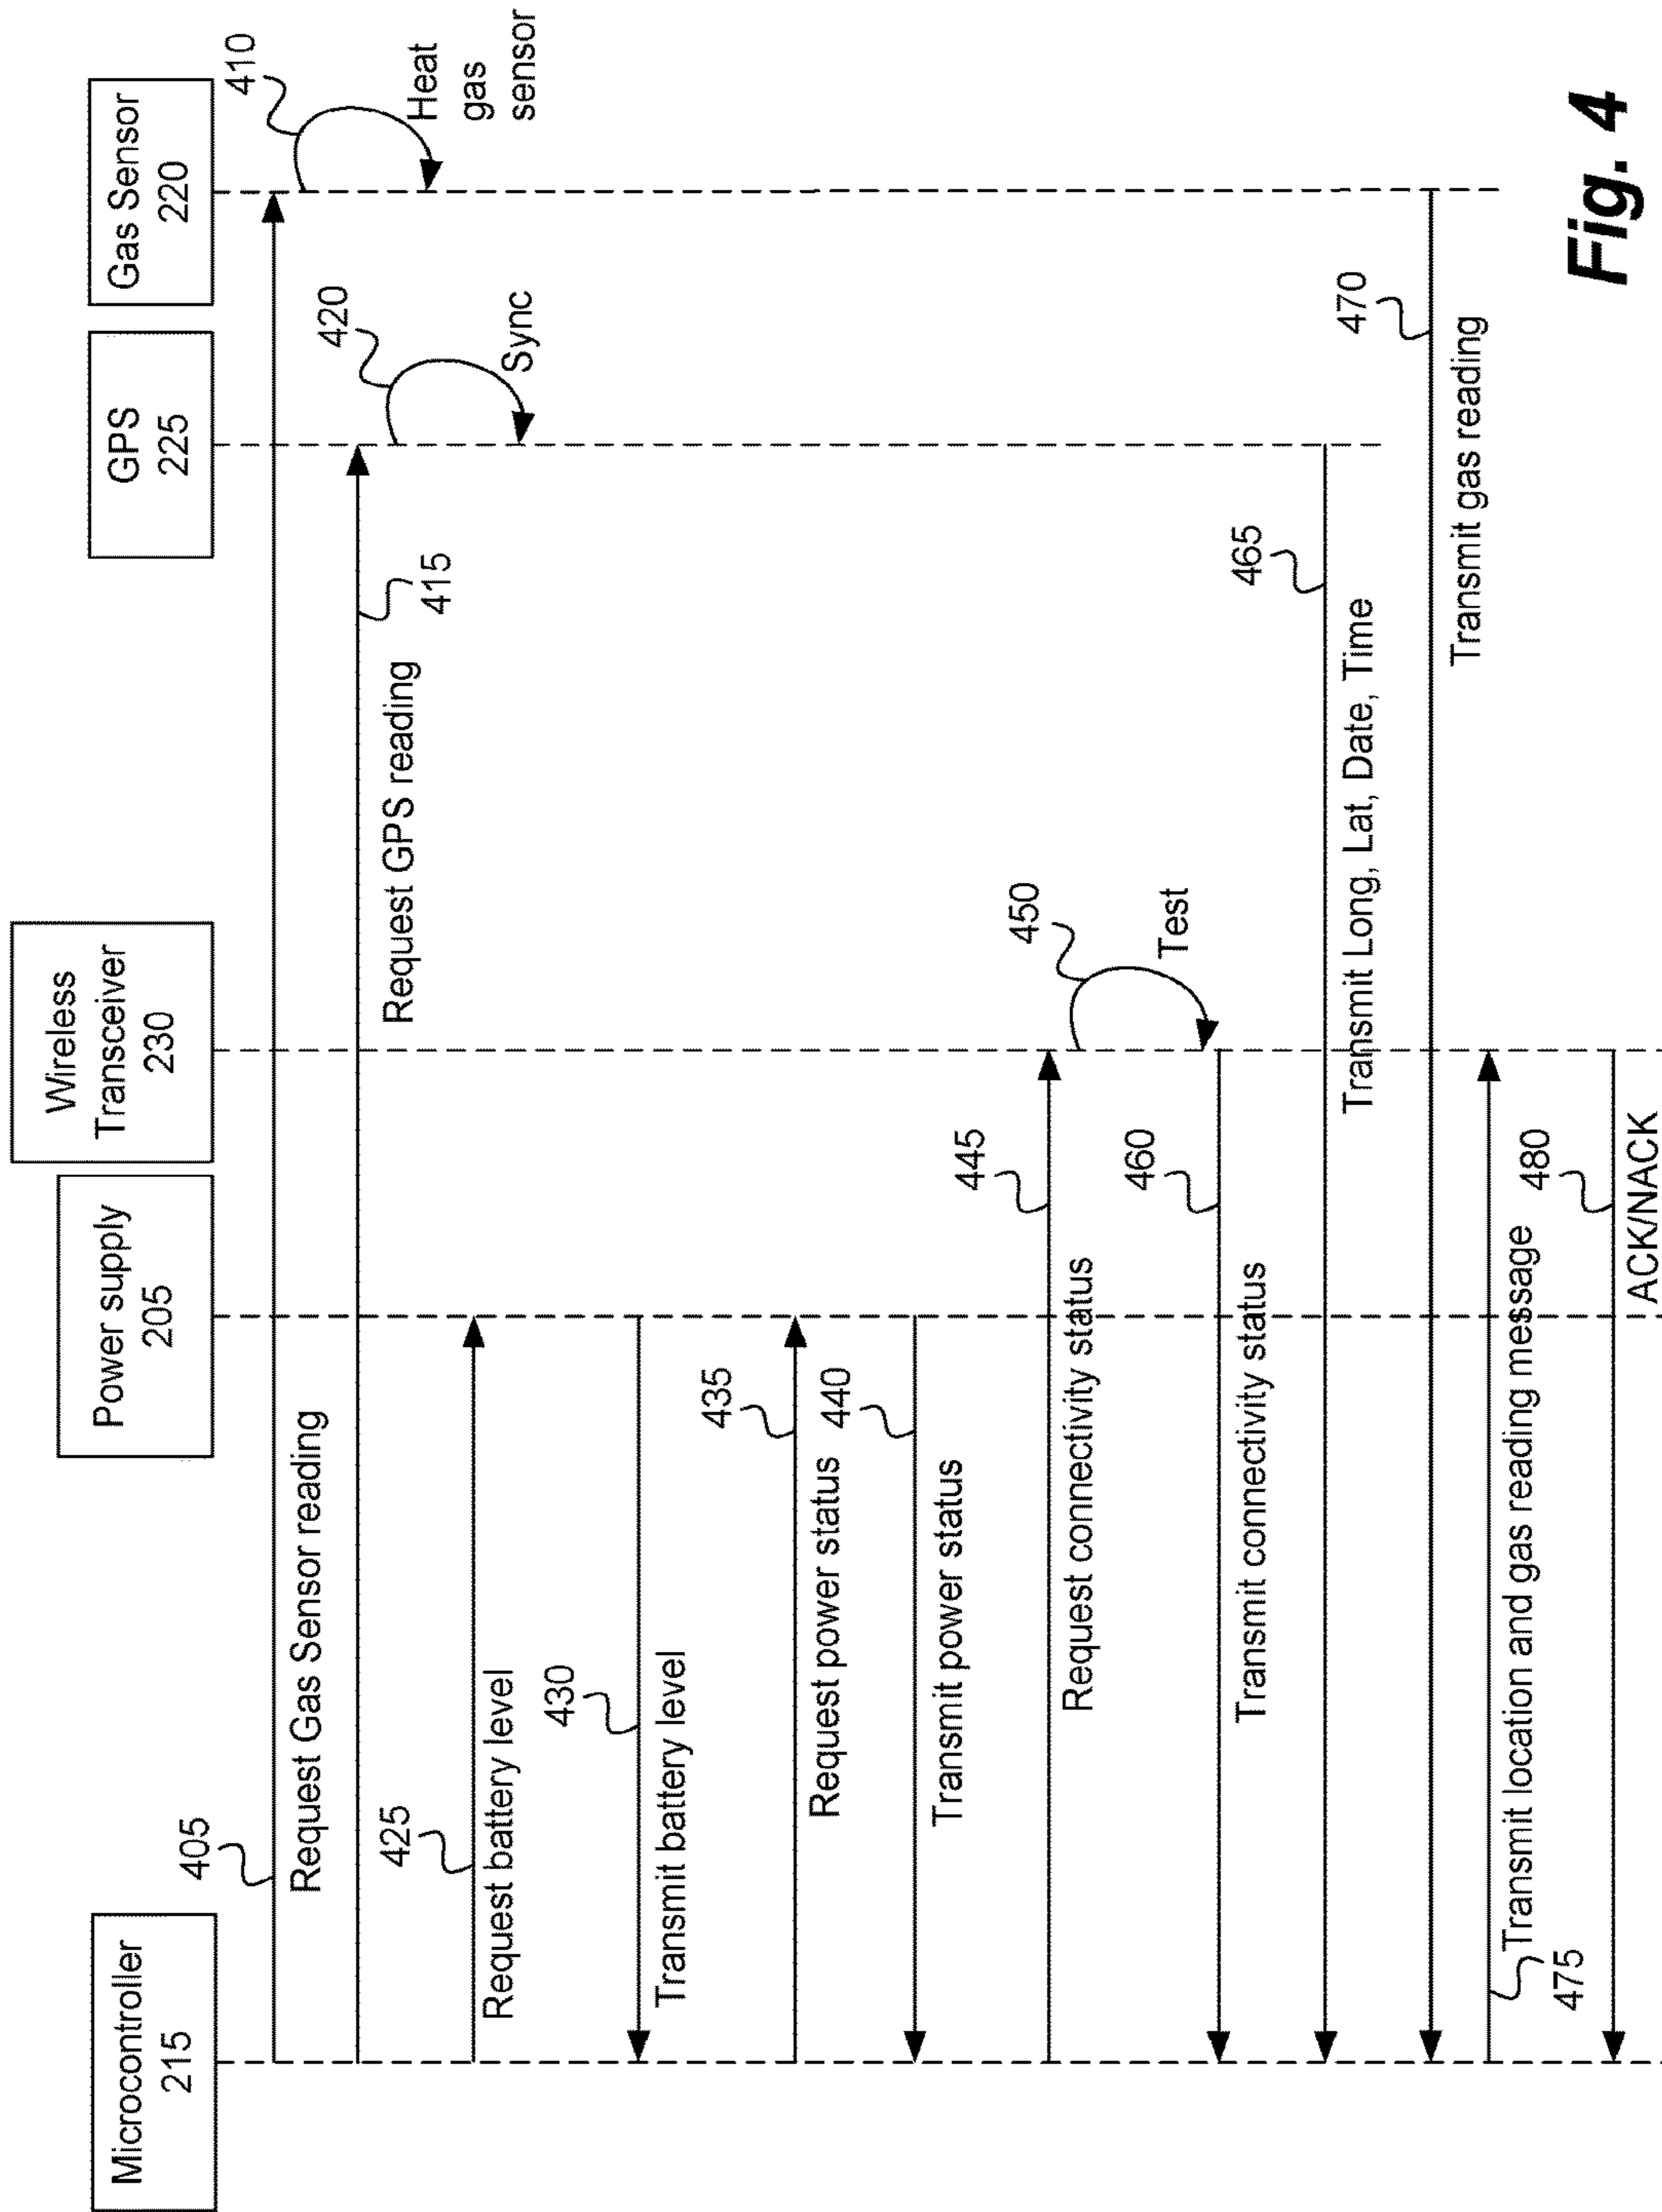 Microcontroller
215
Power supply
205
Wireless
Transceiver
230
GPS
225
Gas Sensor
220
405
Request Gas Sensor reading
410
Heat
gas
sensor
415
Request GPS reading
420
Sync
425
Request battery level
430
Transmit battery level
435
Request power status
440
Transmit power status
445
Request connectivity status
450
Test
460
Transmit connectivity status
465
Transmit Long, Lat, Date, Time
470
Transmit gas reading
475
Transmit location and gas reading message
480
ACK/NACK
Fig. 4